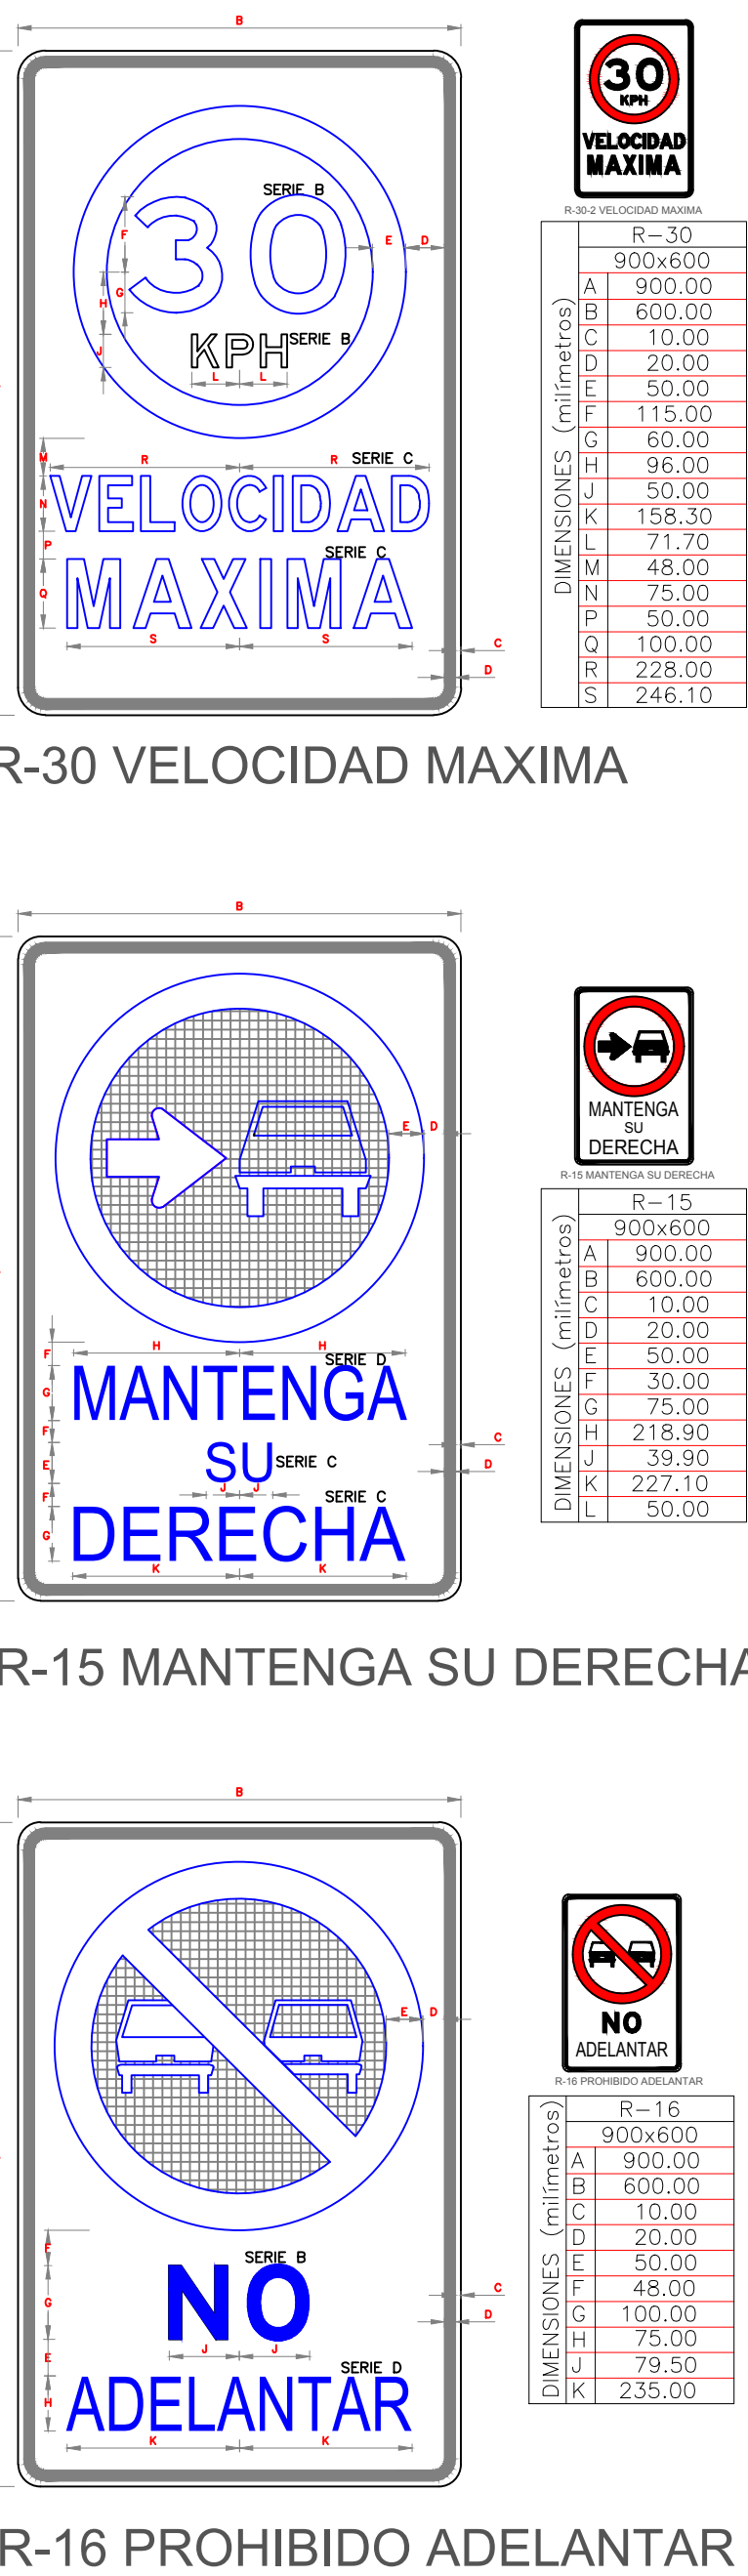 B
SERIE B
30
F
E
D
G
H
J
KPH
SERIE B
L
L
M
R
R
SERIE C
N
VELOCIDAD
P
SERIE C
Q
MAXIMA
S
S
C
D
30
KPH
VELOCIDAD
MAXIMA
R-30-2 VELOCIDAD MAXIMA
DIMENSIONES (milímetros)
R-30
900x600
A 900.00
B 600.00
C 10.00
D 20.00
E 50.00
F 115.00
G 60.00
H 96.00
J 50.00
K 158.30
L 71.70
M 48.00
N 75.00
P 50.00
Q 100.00
R 228.00
S 246.10
R-30 VELOCIDAD MAXIMA
B
E
D
H
H
F
SERIE D
G
MANTENGA
F
C
E
SU
SERIE C
D
J
J
F
SERIE C
G
DERECHA
K
K
MANTENGA
SU
DERECHA
R-15 MANTENGA SU DERECHA
DIMENSIONES (milímetros)
R-15
900x600
A 900.00
B 600.00
C 10.00
D 20.00
E 50.00
F 30.00
G 75.00
H 218.90
J 39.90
K 227.10
L 50.00
R-15 MANTENGA SU DERECHA
B
E
D
F
SERIE B
G
NO
C
D
J
J
E
SERIE D
H
ADELANTAR
K
K
NO
ADELANTAR
R-16 PROHIBIDO ADELANTAR
DIMENSIONES (milímetros)
R-16
900x600
A 900.00
B 600.00
C 10.00
D 20.00
E 50.00
F 48.00
G 100.00
H 75.00
J 79.50
K 235.00
R-16 PROHIBIDO ADELANTAR